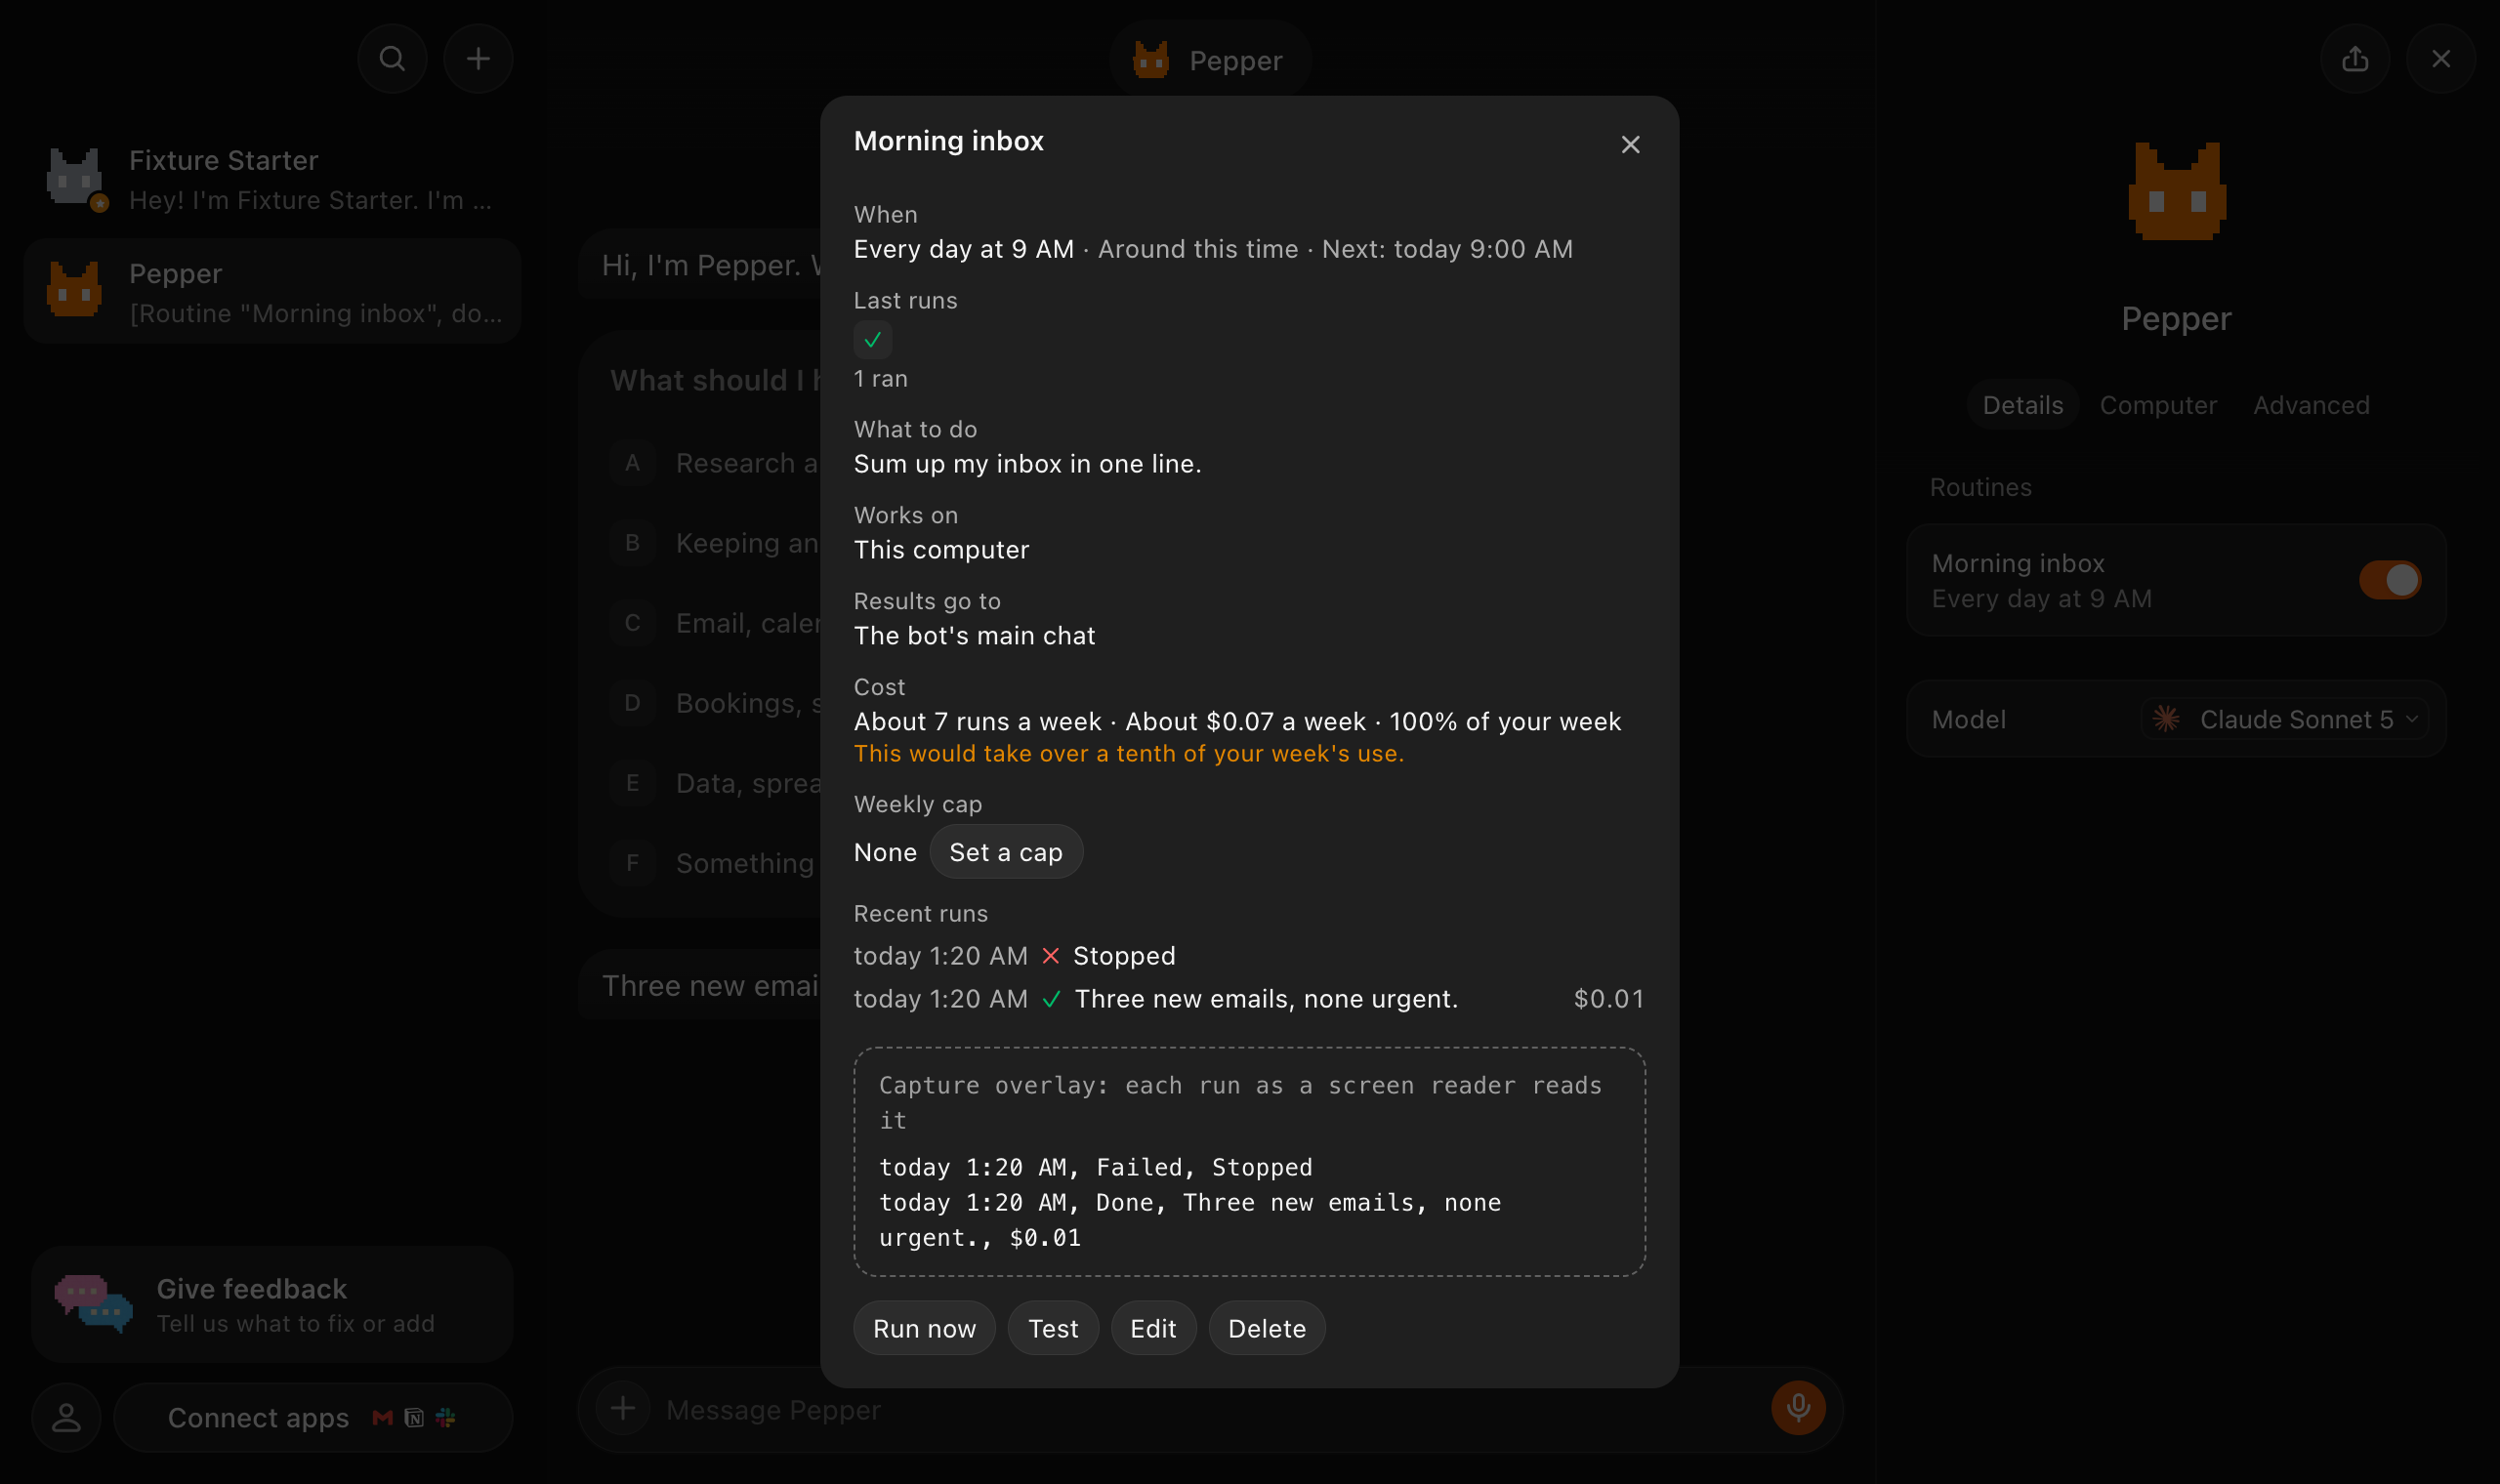 Pepper
Fixture Starter
Hey! I'm Fixture Starter. I'm ...
Pepper
[Routine "Morning inbox", do...
Give feedback
Tell us what to fix or add
Connect apps
Hi, I'm Pepper.
What should I
A Research a
B Keeping an
C Email, caler
D Bookings, s
E Data, sprea
F Something
Three new emai
Message Pepper
Morning inbox
When
Every day at 9 AM · Around this time · Next: today 9:00 AM
Last runs
1 ran
What to do
Sum up my inbox in one line.
Works on
This computer
Results go to
The bot's main chat
Cost
About 7 runs a week · About $0.07 a week · 100% of your week
This would take over a tenth of your week's use.
Weekly cap
None Set a cap
Recent runs
today 1:20 AM Stopped
today 1:20 AM Three new emails, none urgent. $0.01
Capture overlay: each run as a screen reader reads
it
today 1:20 AM, Failed, Stopped
today 1:20 AM, Done, Three new emails, none
urgent., $0.01
Run now Test Edit Delete
Pepper
Details Computer Advanced
Routines
Morning inbox
Every day at 9 AM
Model Claude Sonnet 5